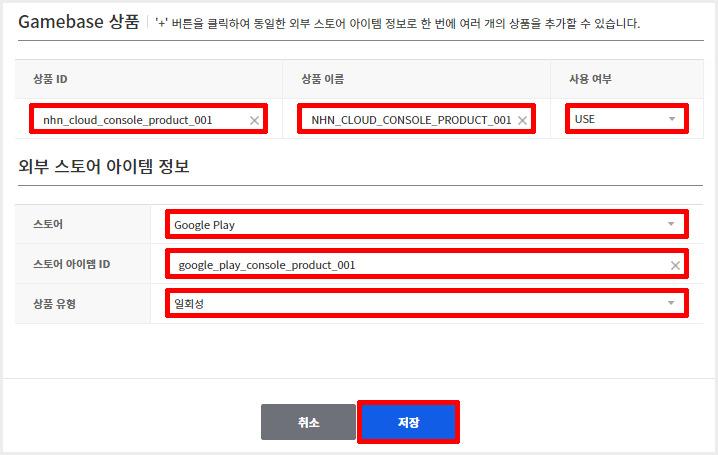 Gamebase 상품 '+' 버튼을 클릭하여 동일한 외부 스토어 아이템 정보로 한 번에 여러 개의 상품을 추가할 수 있습니다.
상품 ID 상품 이름 사용 여부
nhn_cloud_console_product_001 NHN_CLOUD_CONSOLE_PRODUCT_001 USE
외부 스토어 아이템 정보
스토어 Google Play
스토어 아이템 ID google_play_console_product_001
상품 유형 일회성
취소 저장